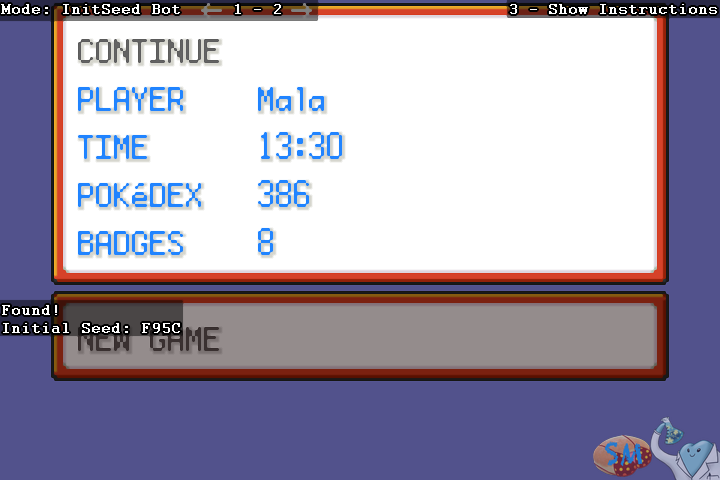 Mode: InitSeed Bot ← 1 - 2 → 3 - Show Instructions
CONTINUE
PLAYER Mala
TIME 13:30
POKéDEX 386
BADGES 8
Found!
Initial Seed: F95C
NEW GAME
SM